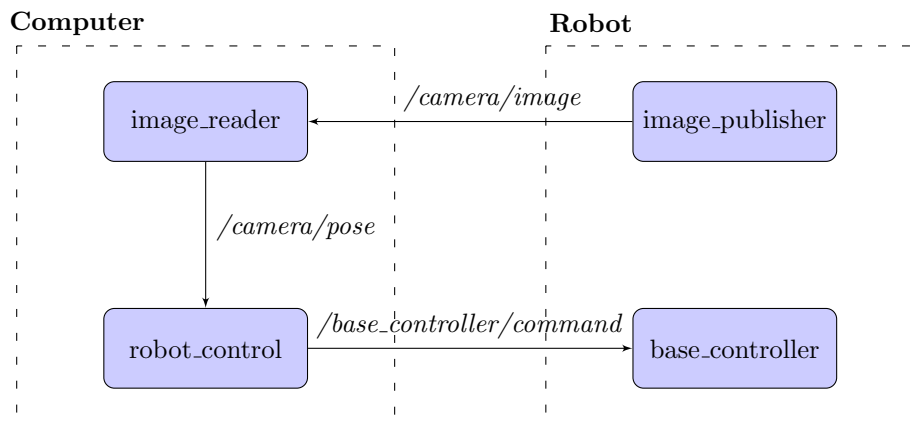 Computer
Robot
/camera/image
image_reader
image_publisher
/camera/pose
/base_controller/command
robot_control
base_controller